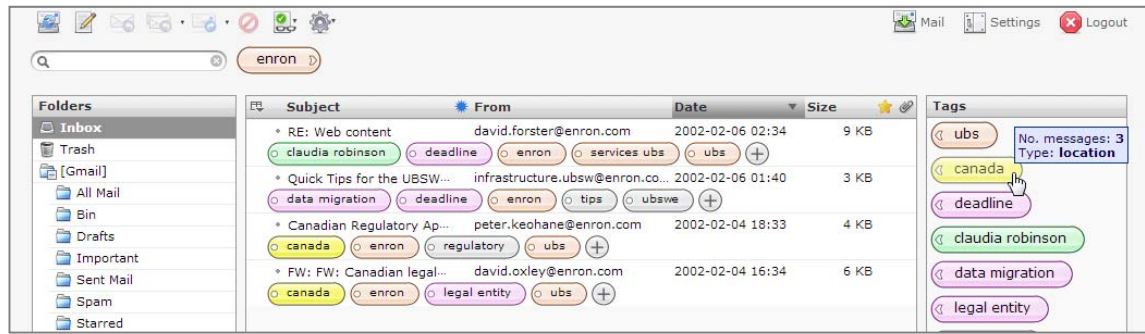 Mail Settings Logout
enron
Folders
Inbox
Trash
[Gmail]
All Mail
Bin
Drafts
Important
Sent Mail
Spam
Starred
Subject From Date Size
RE: Web content david.forster@enron.com 2002-02-06 02:34 9 KB
claudia robinson deadline enron services ubs ubs
Quick Tips for the UBSW... infrastructure.ubsw@enron.co... 2002-02-06 01:40 3 KB
data migration deadline enron tips ubswe
Canadian Regulatory Ap... peter.keohane@enron.com 2002-02-04 18:33 4 KB
canada enron regulatory ubs
FW: FW: Canadian legal... david.oxley@enron.com 2002-02-04 16:34 6 KB
canada enron legal entity ubs
Tags
ubs
No. messages: 3
Type: location
canada
deadline
claudia robinson
data migration
legal entity